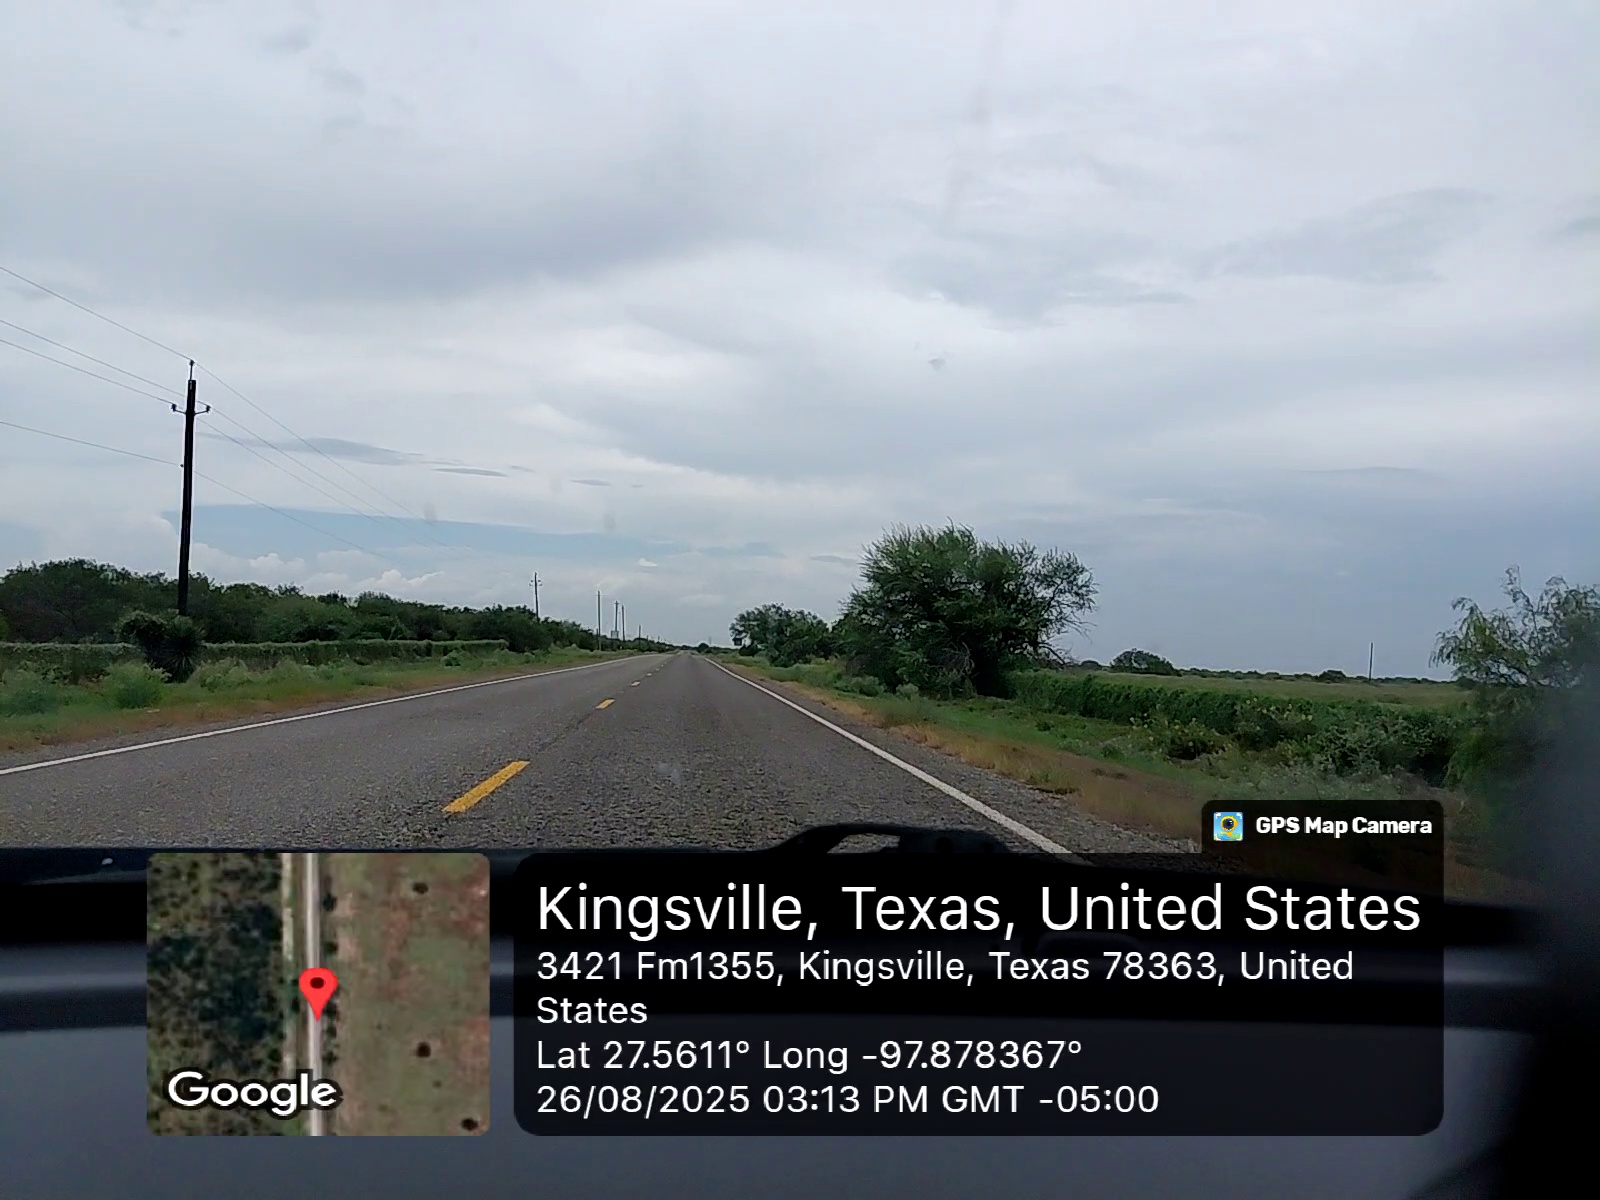 GPS Map Camera
Kingsville, Texas, United States
3421 Fm1355, Kingsville, Texas 78363, United
States
Lat 27.5611° Long -97.878367°
26/08/2025 03:13 PM GMT -05:00
Google